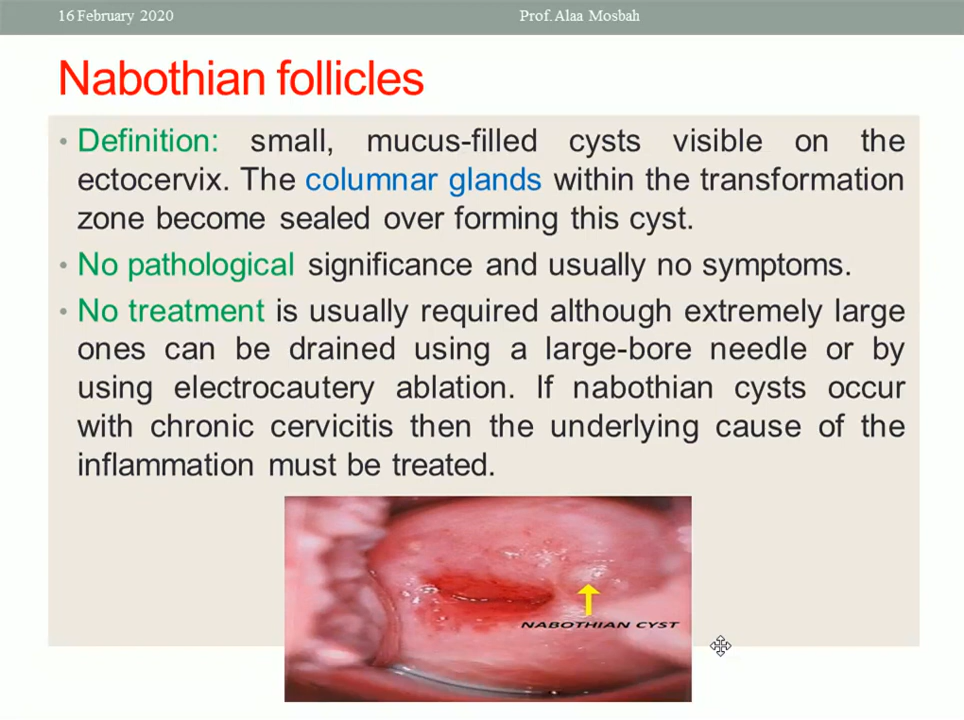 16 February 2020 Prof.Alaa Mosbah
Nabothian follicles
• Definition: small, mucus-filled cysts visible on the
ectocervix. The columnar glands within the transformation
zone become sealed over forming this cyst.
• No pathological significance and usually no symptoms.
• No treatment is usually required although extremely large
ones can be drained using a large-bore needle or by
using electrocautery ablation. If nabothian cysts occur
with chronic cervicitis then the underlying cause of the
inflammation must be treated.
NABOTHIAN CYST